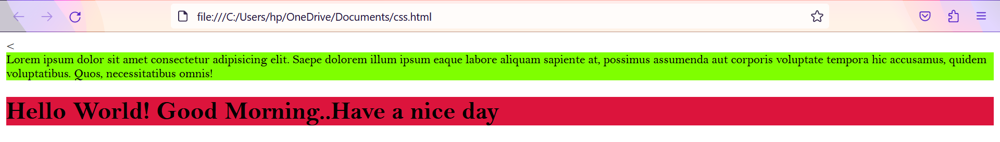 file:///C:/Users/hp/OneDrive/Documents/css.html
<
Lorem ipsum dolor sit amet consectetur adipisicing elit. Saepe dolorem illum ipsum eaque labore aliquam sapiente at, possimus assumenda aut corporis voluptate tempora hic accusamus, quidem
voluptatibus. Quos, necessitatibus omnis!
Hello World! Good Morning..Have a nice day